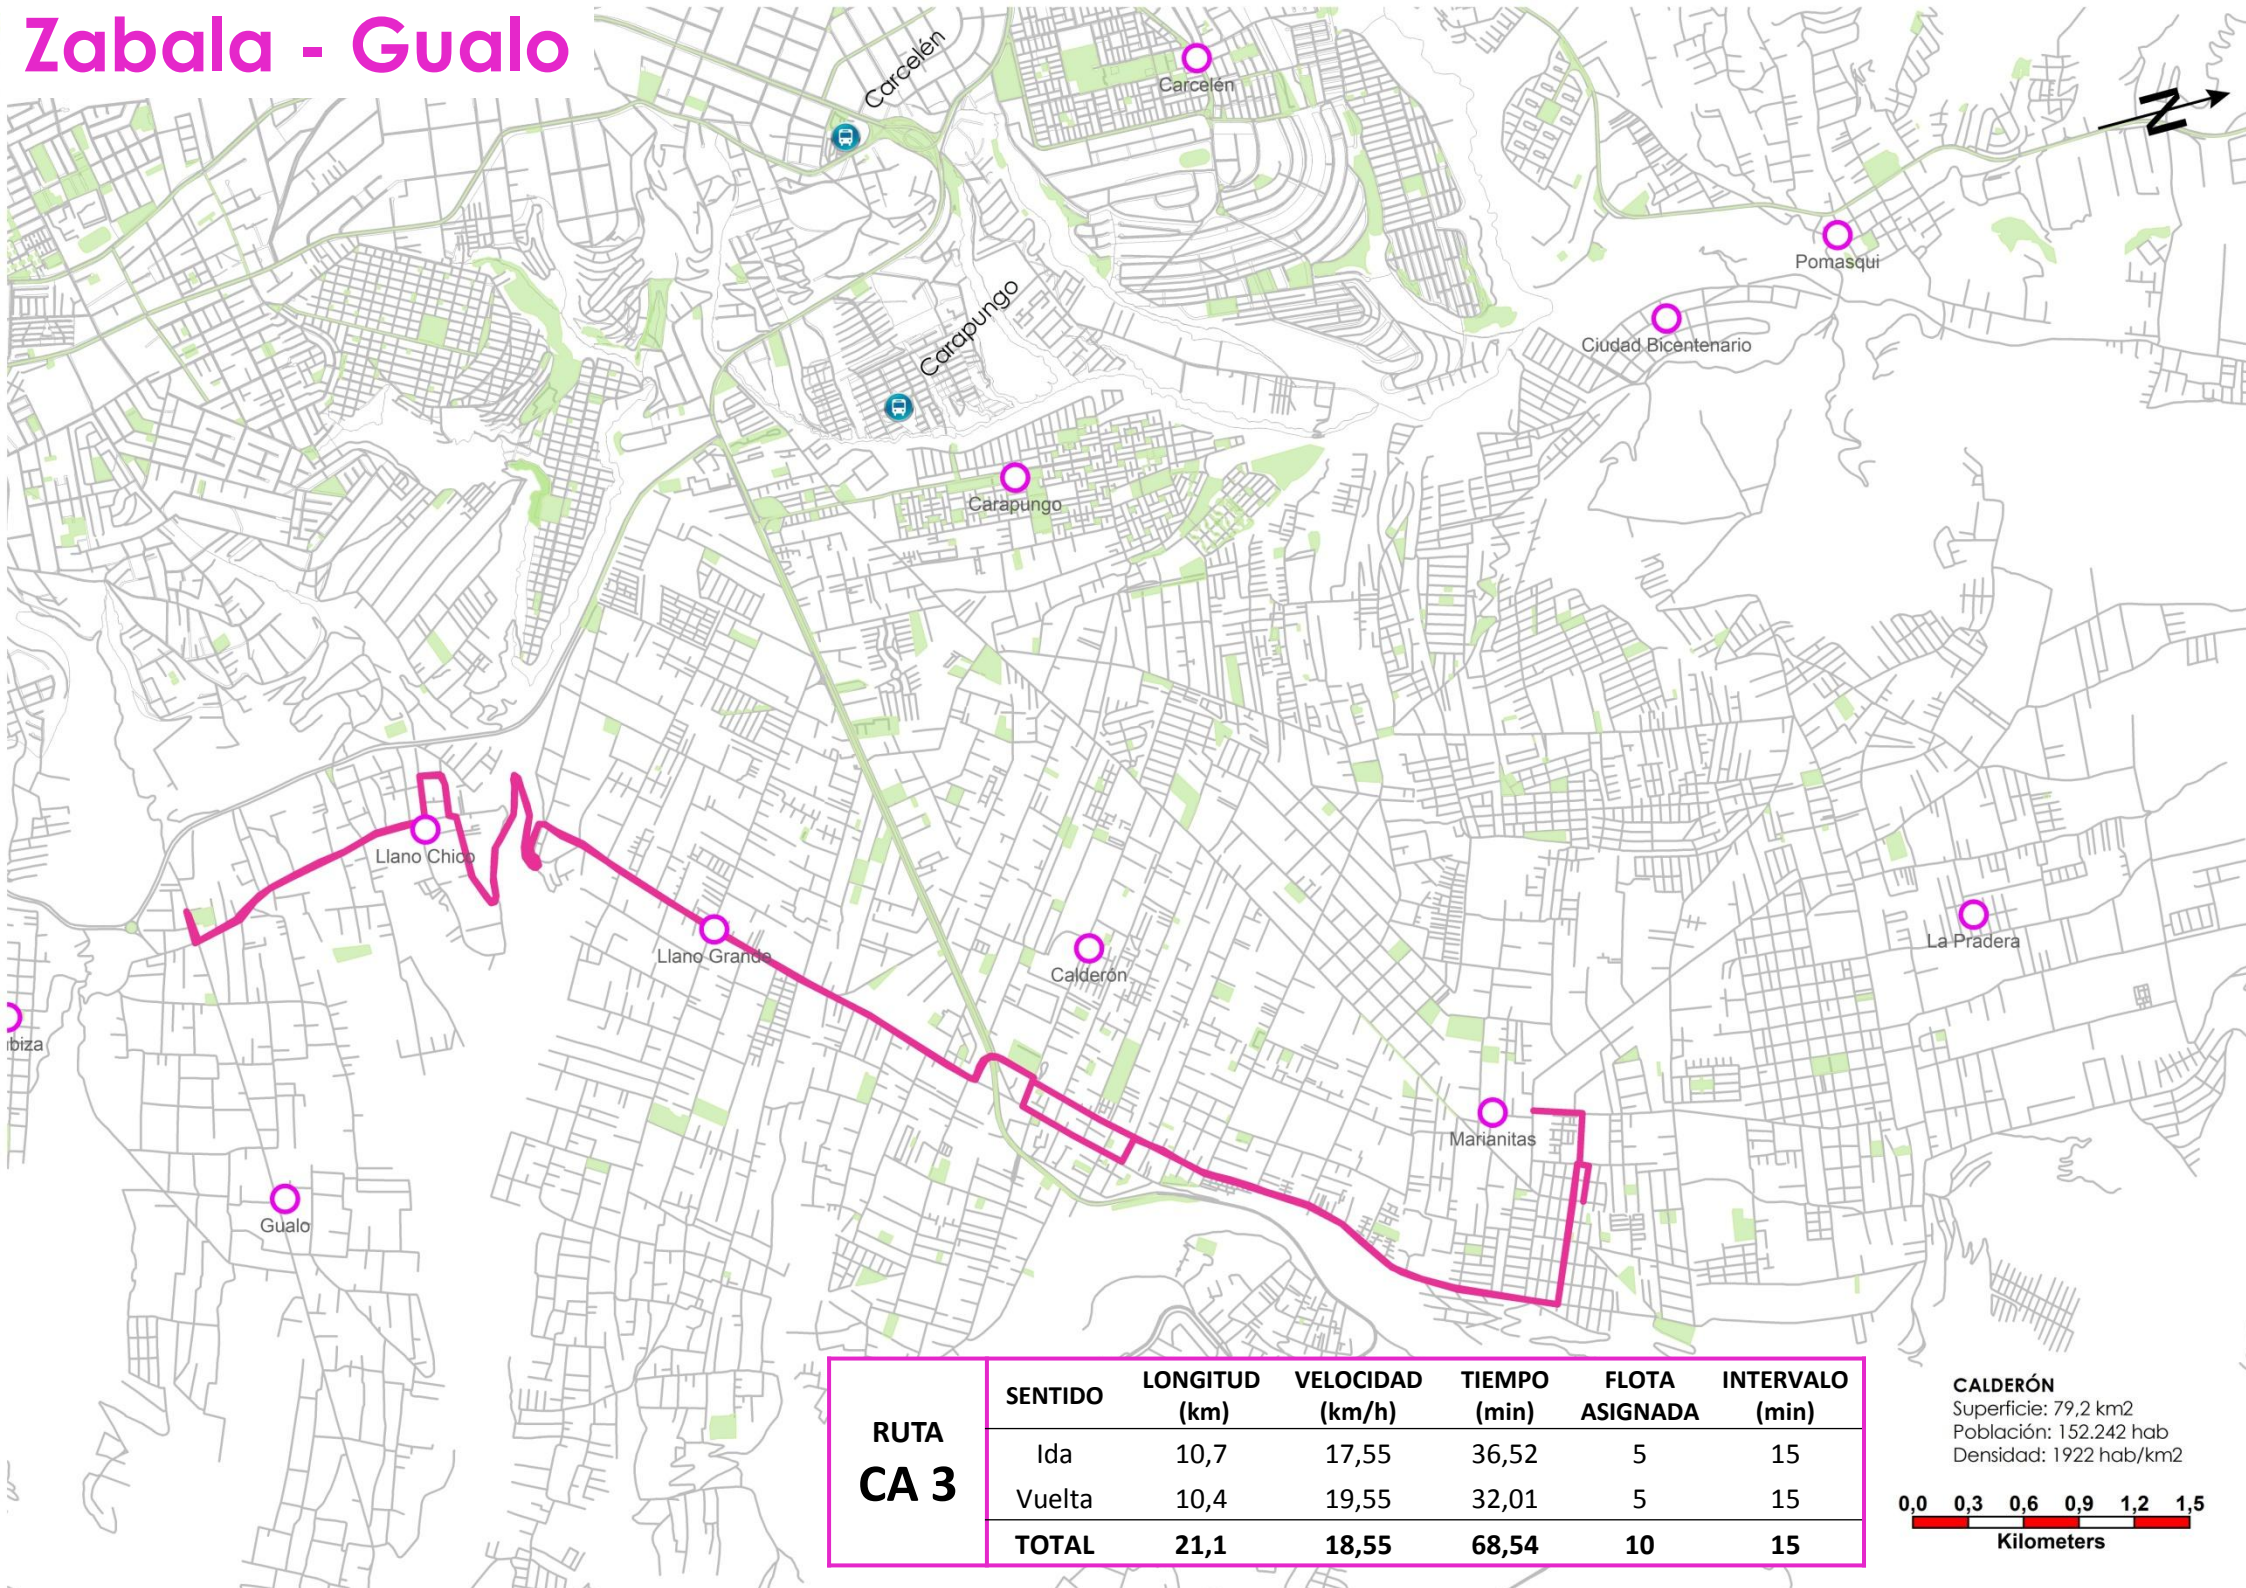 Zabala - Gualo
Carcelén
Carcelén
N
Pomasqui
Carapungo
Ciudad Bicentenario
Carapungo
Llano Chico
Llano Grande
Calderón
La Pradera
biza
Marianitas
Gualo
RUTA
CA 3
SENTIDO LONGITUD (km) VELOCIDAD (km/h) TIEMPO (min) FLOTA ASIGNADA INTERVALO (min)
Ida 10,7 17,55 36,52 5 15
Vuelta 10,4 19,55 32,01 5 15
TOTAL 21,1 18,55 68,54 10 15
CALDERÓN
Superficie: 79,2 km2
Población: 152.242 hab
Densidad: 1922 hab/km2
0,0 0,3 0,6 0,9 1,2 1,5
Kilometers